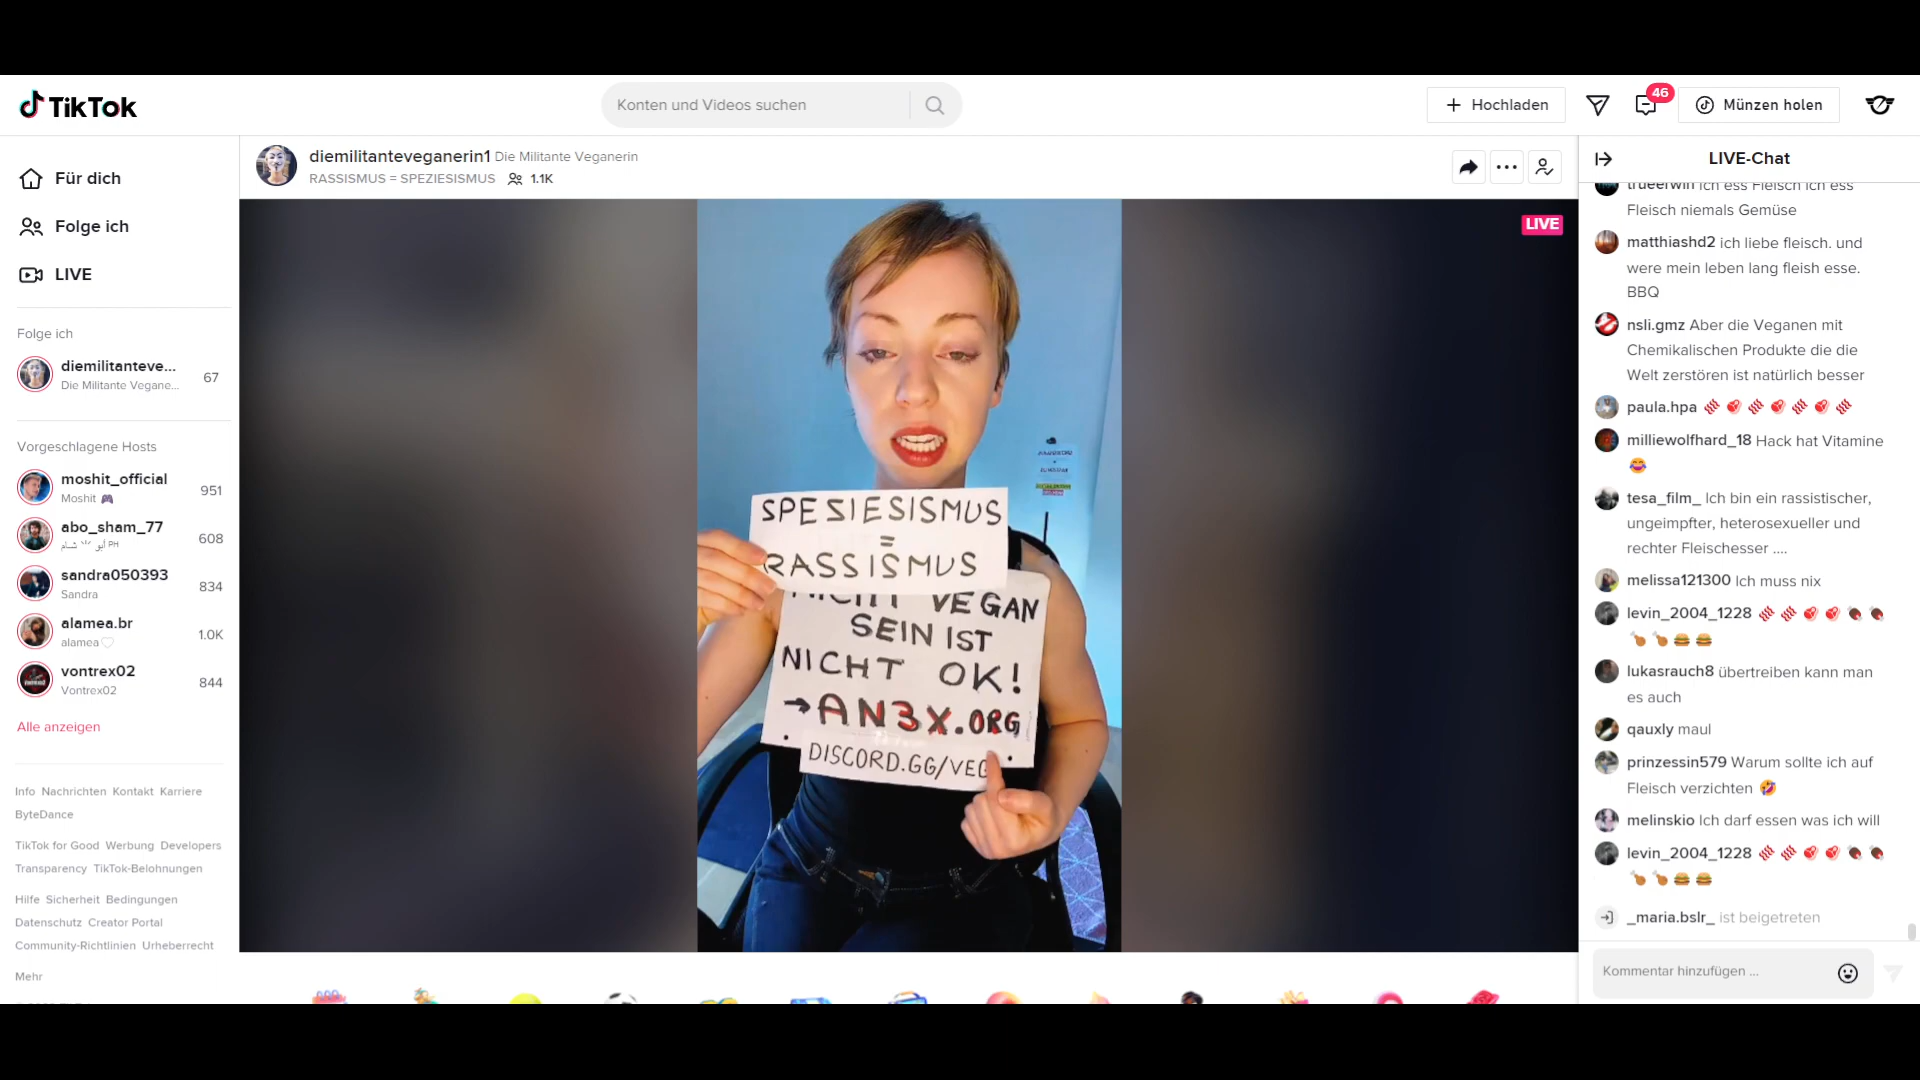 TikTok
Konten und Videos suchen
Hochladen
46
Münzen holen
Für dich
Folge ich
LIVE
Folge ich
diemilitanteve... 67
Die Militante Vegane...
Vorgeschlagene Hosts
moshit_official 951
Moshit
abo_sham_77 608
sandra050393 834
Sandra
alamea.br 1.0K
alamea
vontrex02 844
Vontrex02
Alle anzeigen
Info Nachrichten Kontakt Karriere
ByteDance
TikTok for Good Werbung Developers
Transparency TikTok-Belohnungen
Hilfe Sicherheit Bedingungen
Datenschutz Creator Portal
Community-Richtlinien Urheberrecht
Mehr
diemilitanteveganerin1 Die Militante Veganerin
RASSISMUS = SPEZIESISMUS 1.1K
LIVE
SPEZIESISMUS
=
RASSISMUS
NICHT VEGAN
SEIN IST
NICHT OK!
→AN3X.ORG
DISCORD.GG/VEG
LIVE-Chat
trueerwin ich ess Fleisch ich ess
Fleisch niemals Gemüse
matthiashd2 ich liebe fleisch. und
were mein leben lang fleish esse.
BBQ
nsli.gmz Aber die Veganen mit
Chemikalischen Produkte die die
Welt zerstören ist natürlich besser
paula.hpa
milliewolfhard_18 Hack hat Vitamine
tesa_film_ Ich bin ein rassistischer,
ungeimpfter, heterosexueller und
rechter Fleischesser ....
melissa121300 Ich muss nix
levin_2004_1228
lukasrauch8 übertreiben kann man
es auch
qauxly maul
prinzessin579 Warum sollte ich auf
Fleisch verzichten
melinskio Ich darf essen was ich will
levin_2004_1228
_maria.bslr_ ist beigetreten
Kommentar hinzufügen ...